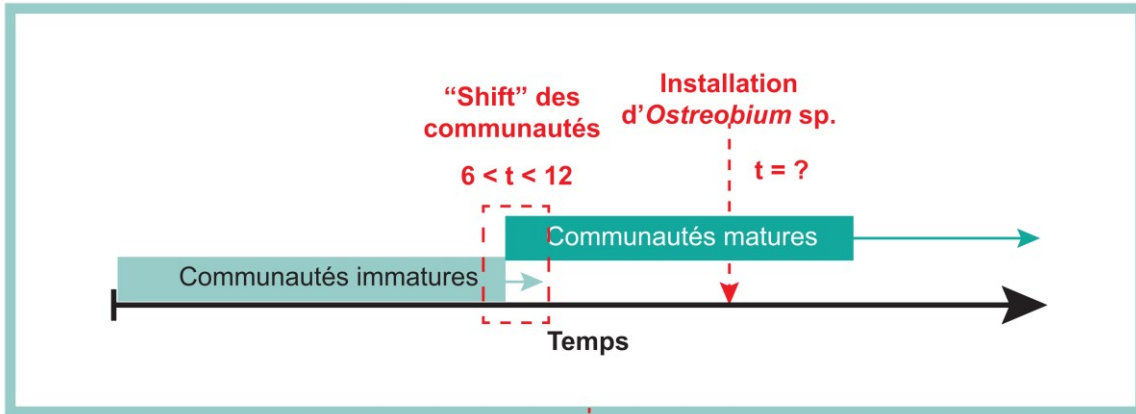 “Shift” des
communautés
6 < t < 12
Installation
d’Ostreobium sp.
t = ?
Communautés matures
Communautés immatures
Temps